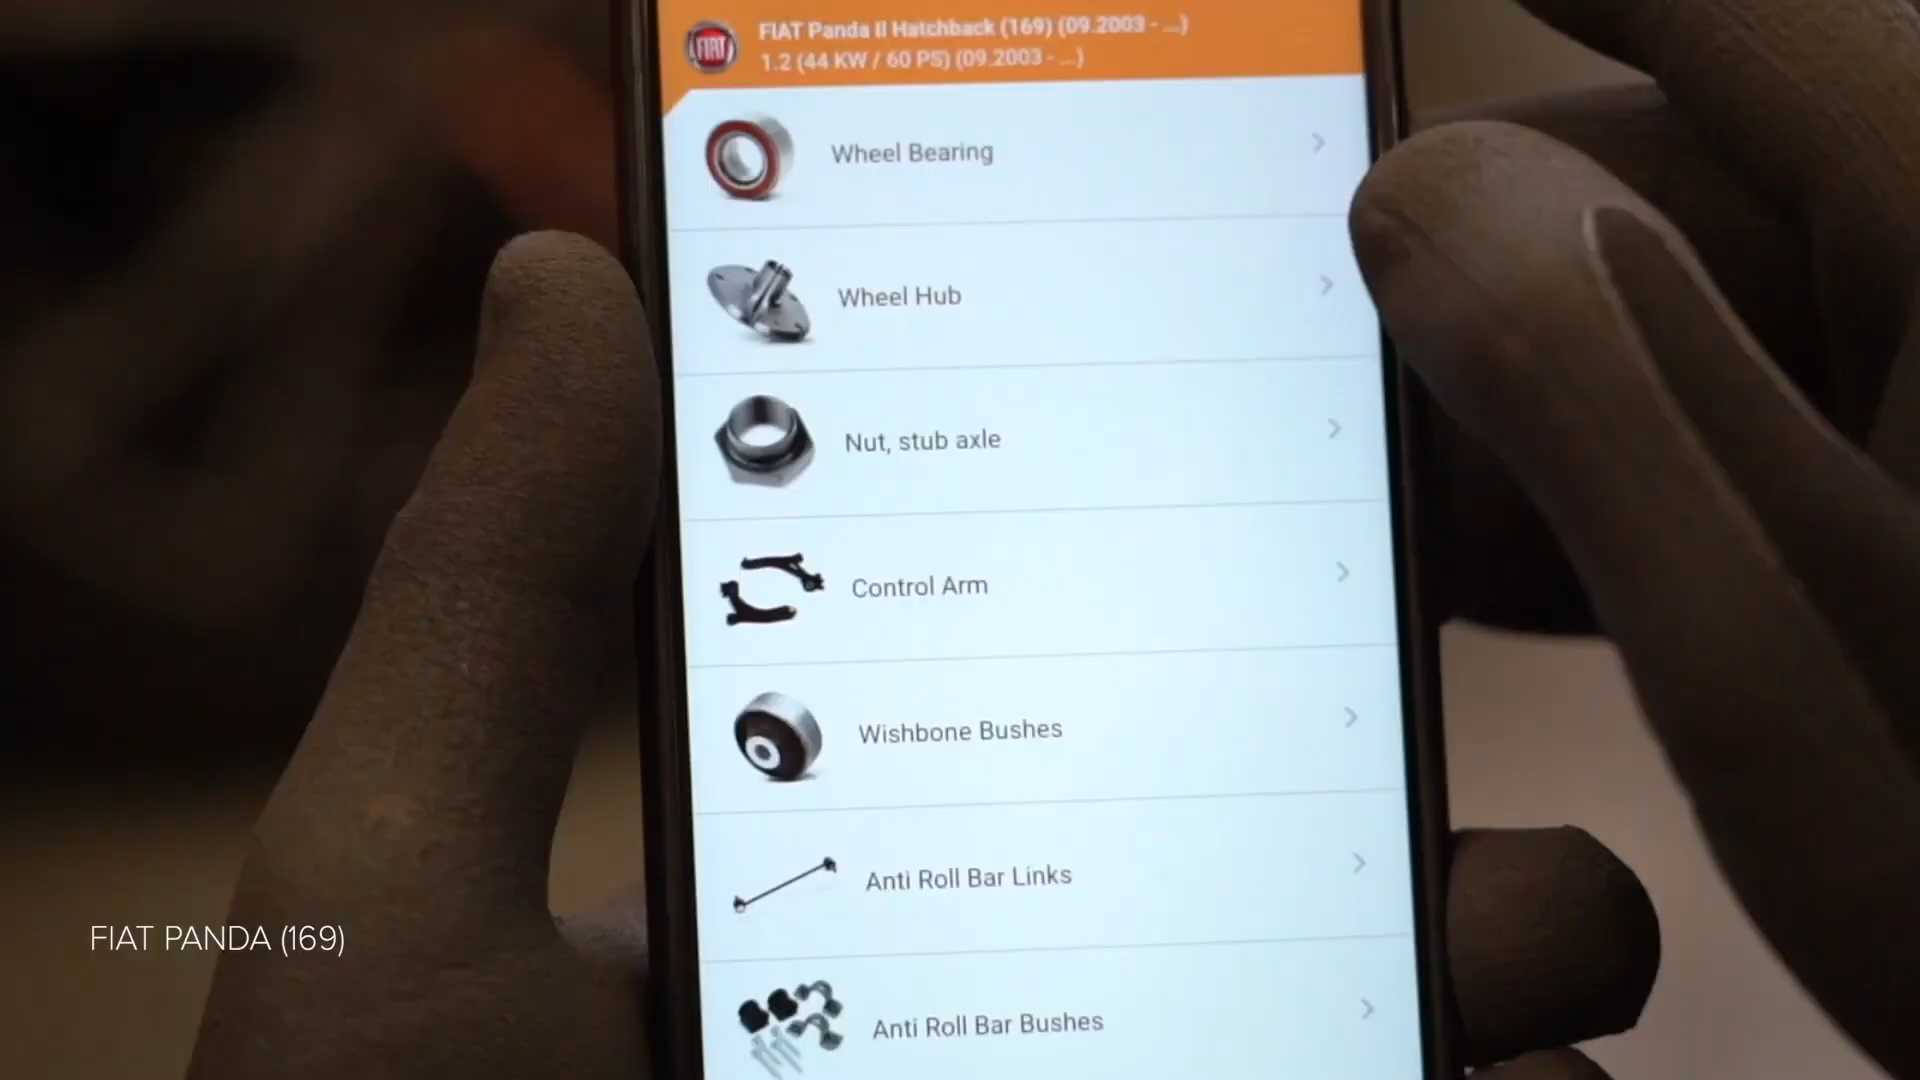 FIAT
FIAT Panda II Hatchback (169) (09.2003 - ...)
1.2 (44 KW / 60 PS) (09.2003 - ...)
Wheel Bearing
Wheel Hub
Nut, stub axle
Control Arm
Wishbone Bushes
Anti Roll Bar Links
Anti Roll Bar Bushes
FIAT PANDA (169)